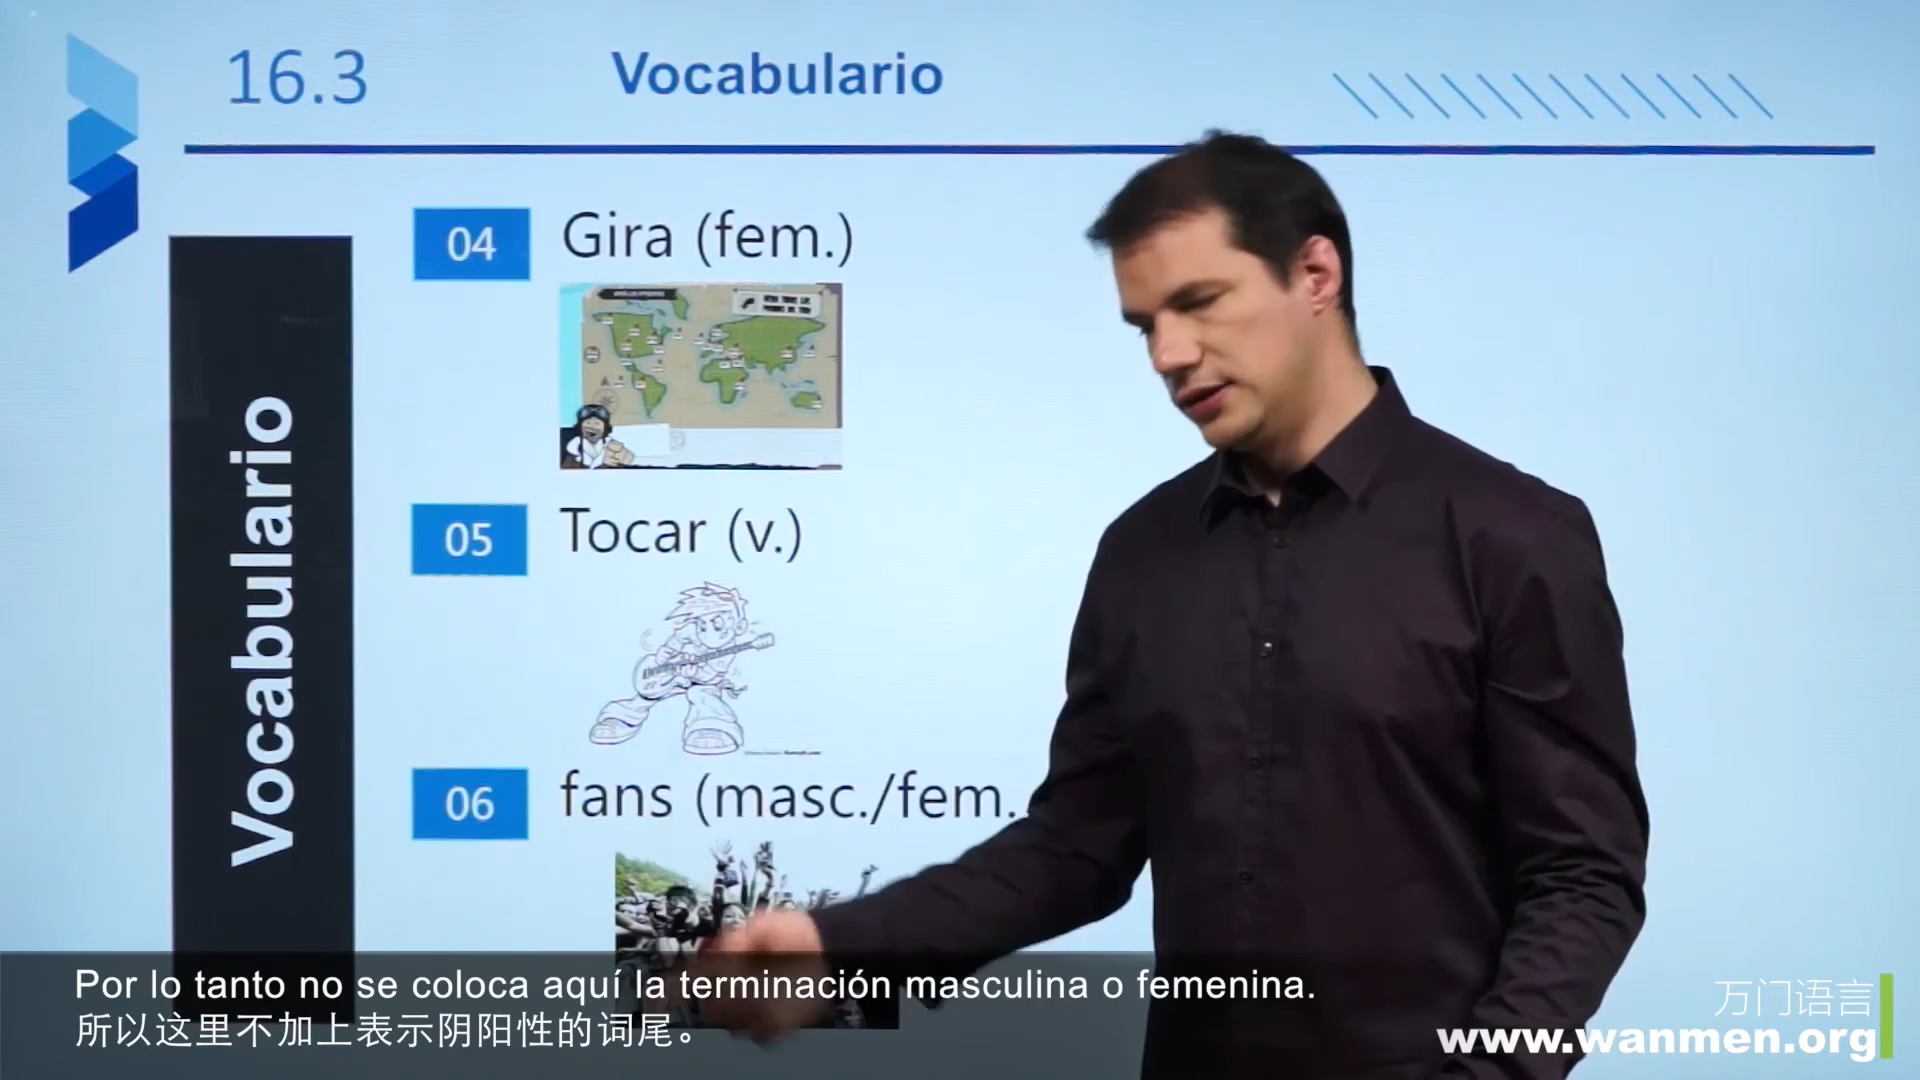 16.3
Vocabulario
Vocabulario
04
Gira (fem.)
05
Tocar (v.)
06
fans (masc./fem.
Por lo tanto no se coloca aquí la terminación masculina o femenina.
所以这里不加上表示阴阳性的词尾。
万门语言
www.wanmen.org